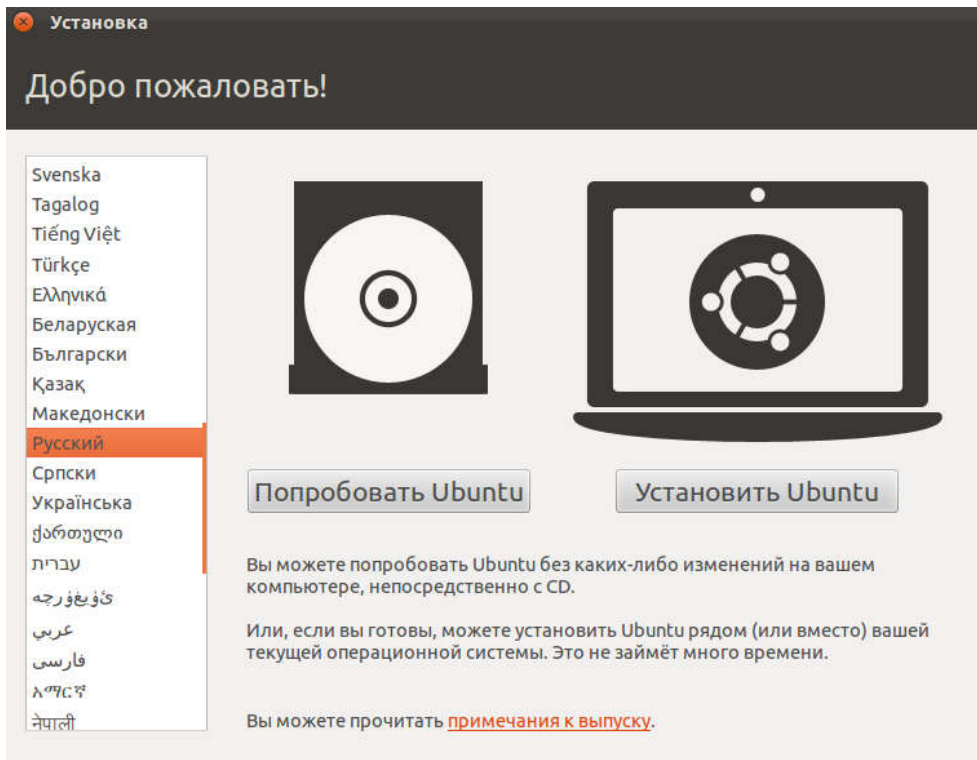 Установка
Добро пожаловать!
Svenska
Tagalog
Tiếng Việt
Türkçe
Ελληνικά
Беларуская
Български
Қазақ
Македонски
Русский
Српски
Українська
ქართული
עברית
ئۇيغۇرچە
عربي
فارسی
አማርኛ
नेपाली
Попробовать Ubuntu
Установить Ubuntu
Вы можете попробовать Ubuntu без каких-либо изменений на вашем
компьютере, непосредственно с CD.
Или, если вы готовы, можете установить Ubuntu рядом (или вместо) вашей
текущей операционной системы. Это не займёт много времени.
Вы можете прочитать примечания к выпуску.